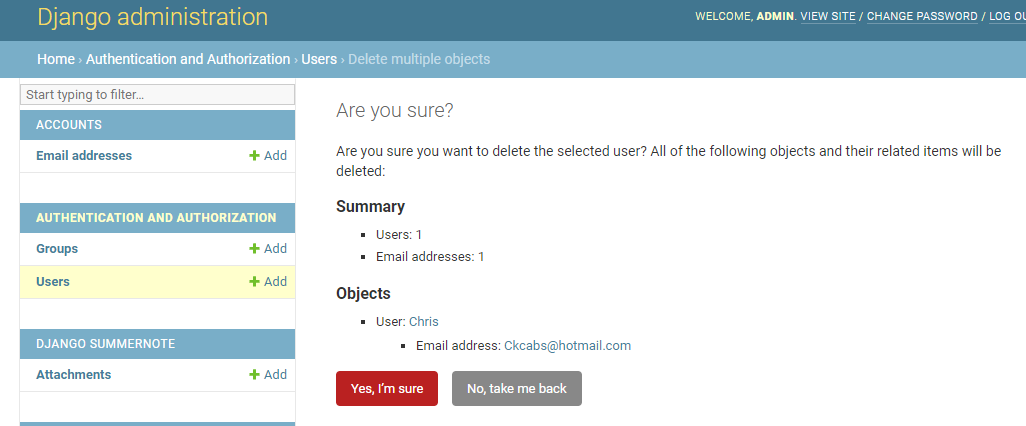 Django administration
WELCOME, ADMIN. VIEW SITE / CHANGE PASSWORD / LOG OU
Home › Authentication and Authorization › Users › Delete multiple objects
Start typing to filter...
ACCOUNTS
Email addresses
+ Add
AUTHENTICATION AND AUTHORIZATION
Groups
+ Add
Users
+ Add
DJANGO SUMMERNOTE
Attachments
+ Add
Are you sure?
Are you sure you want to delete the selected user? All of the following objects and their related items will be
deleted:
Summary
Users: 1
Email addresses: 1
Objects
User: Chris
Email address: Ckcabs@hotmail.com
Yes, I'm sure
No, take me back